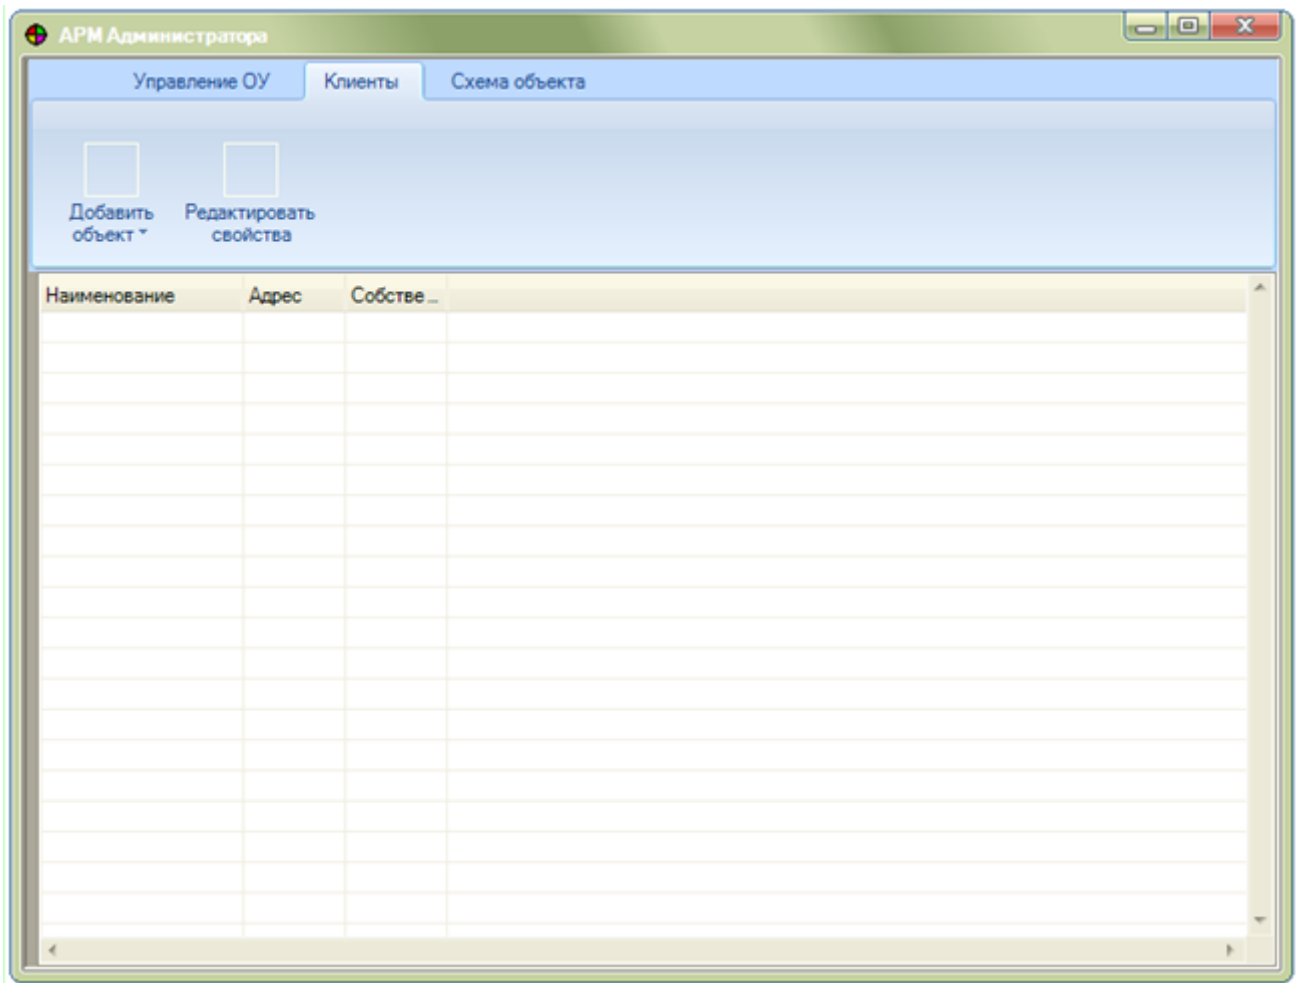 АРМ Администратора
Управление ОУ Клиенты Схема объекта
Добавить объект
Редактировать свойства
Наименование Адрес Собстве...